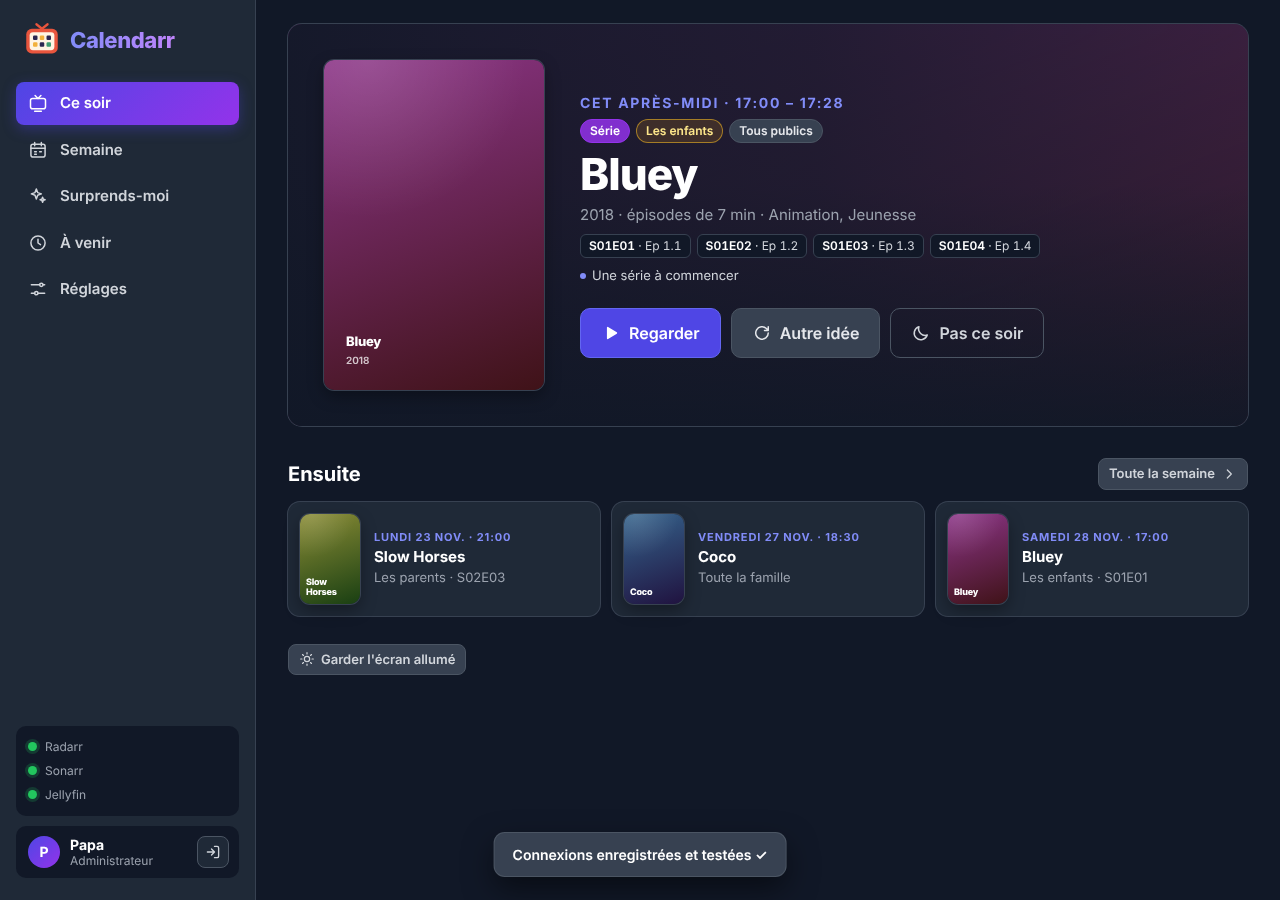 Calendarr
Ce soir
Semaine
Surprends-moi
À venir
Réglages
Radarr
Sonarr
Jellyfin
P
Papa
Administrateur
Bluey
2018
CET APRÈS-MIDI · 17:00 – 17:28
Série
Les enfants
Tous publics
Bluey
2018 · épisodes de 7 min · Animation, Jeunesse
S01E01 · Ep 1.1
S01E02 · Ep 1.2
S01E03 · Ep 1.3
S01E04 · Ep 1.4
Une série à commencer
Regarder
Autre idée
Pas ce soir
Ensuite
Toute la semaine
Slow
Horses
LUNDI 23 NOV. · 21:00
Slow Horses
Les parents · S02E03
Coco
VENDREDI 27 NOV. · 18:30
Coco
Toute la famille
Bluey
SAMEDI 28 NOV. · 17:00
Bluey
Les enfants · S01E01
Garder l'écran allumé
Connexions enregistrées et testées ✓